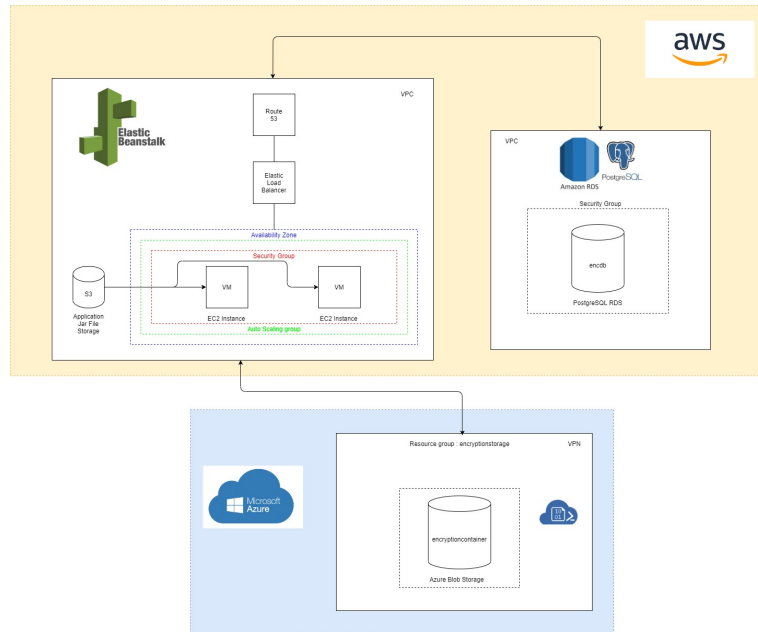 aws
VPC
Elastic
Beanstalk
Route
53
Elastic
Load
Balancer
Availability Zone
Security Group
S3
VM
VM
EC2 Instance
EC2 Instance
Auto Scaling group
Application
Jar File
Storage
VPC
Amazon RDS
PostgreSQL
Security Group
encdb
PostgreSQL RDS
Resource group : encryptionstorage
VPN
Microsoft
Azure
10
01
encryptioncontainer
Azure Blob Storage